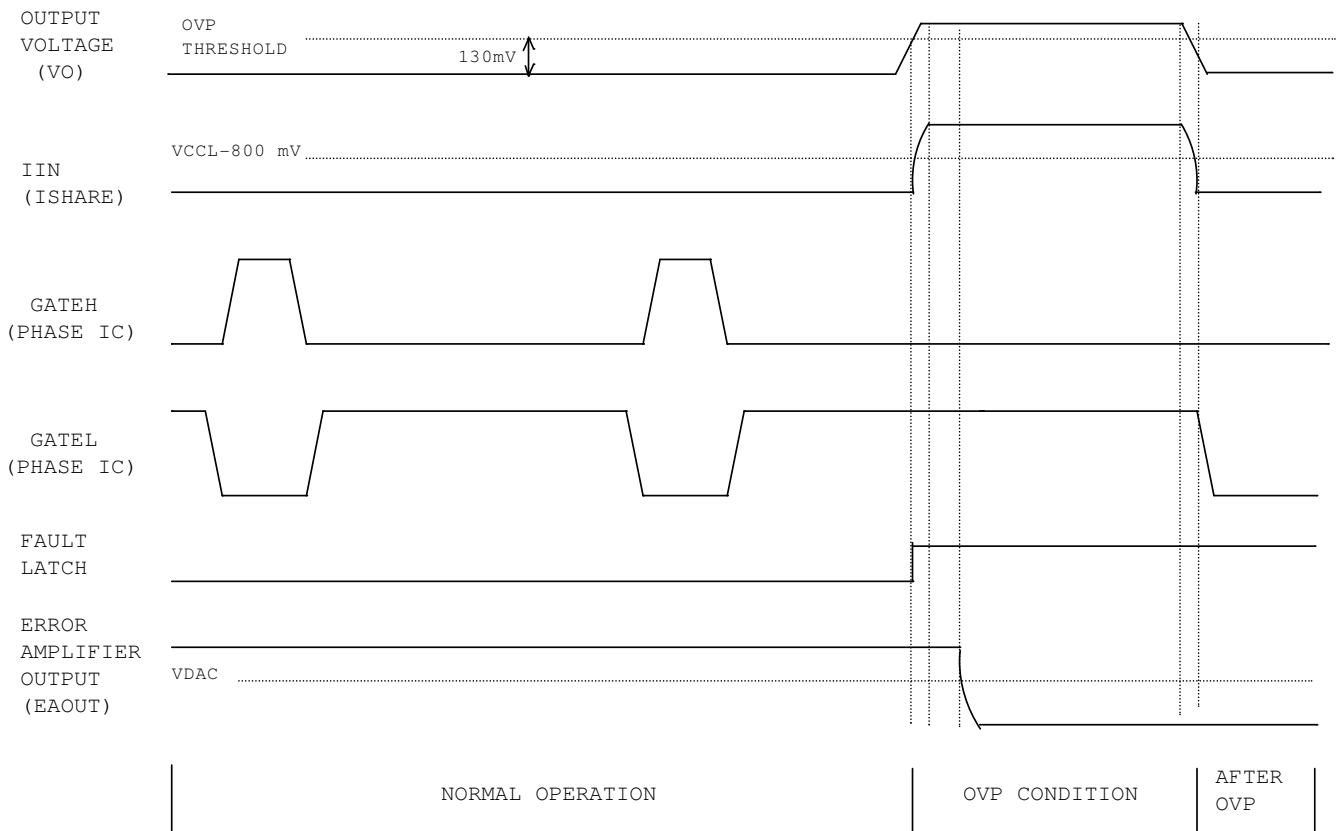 OUTPUT
VOLTAGE
(VO)
OVP
THRESHOLD
130mV
VCCL-800 mV
IIN
(ISHARE)
GATEH
(PHASE IC)
GATEL
(PHASE IC)
FAULT
LATCH
ERROR
AMPLIFIER
OUTPUT
(EAOUT)
VDAC
NORMAL OPERATION
OVP CONDITION
AFTER
OVP